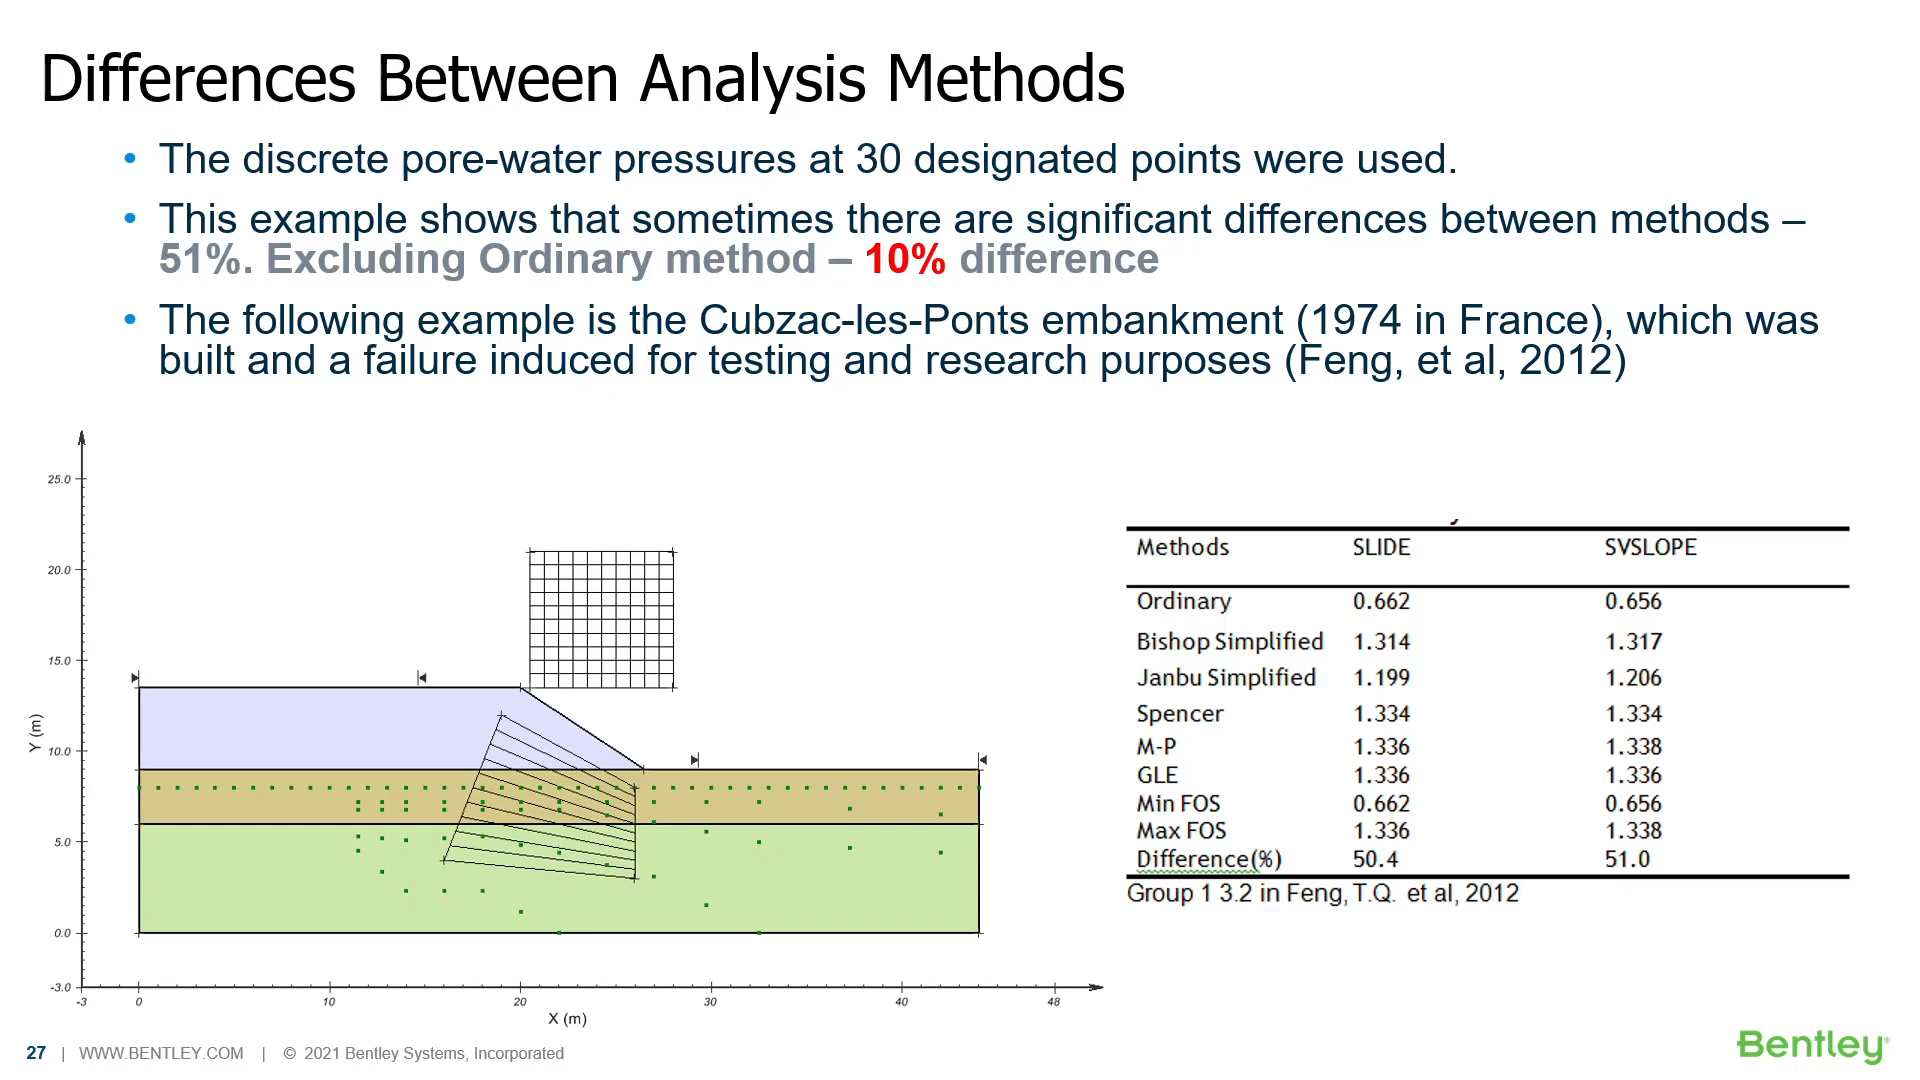 Differences Between Analysis Methods
• The discrete pore-water pressures at 30 designated points were used.
• This example shows that sometimes there are significant differences between methods –
51%. Excluding Ordinary method – 10% difference
• The following example is the Cubzac-les-Ponts embankment (1974 in France), which was
built and a failure induced for testing and research purposes (Feng, et al, 2012)
25.0
20.0
15.0
10.0
5.0
0.0
-3.0
Y (m)
-3 0 10 20 30 40 48
X (m)
Methods SLIDE SVSLOPE
Ordinary 0.662 0.656
Bishop Simplified 1.314 1.317
Janbu Simplified 1.199 1.206
Spencer 1.334 1.334
M-P 1.336 1.338
GLE 1.336 1.336
Min FOS 0.662 0.656
Max FOS 1.336 1.338
Difference(%) 50.4 51.0
Group 1 3.2 in Feng, T.Q. et al, 2012
27 | WWW.BENTLEY.COM | © 2021 Bentley Systems, Incorporated
Bentley®